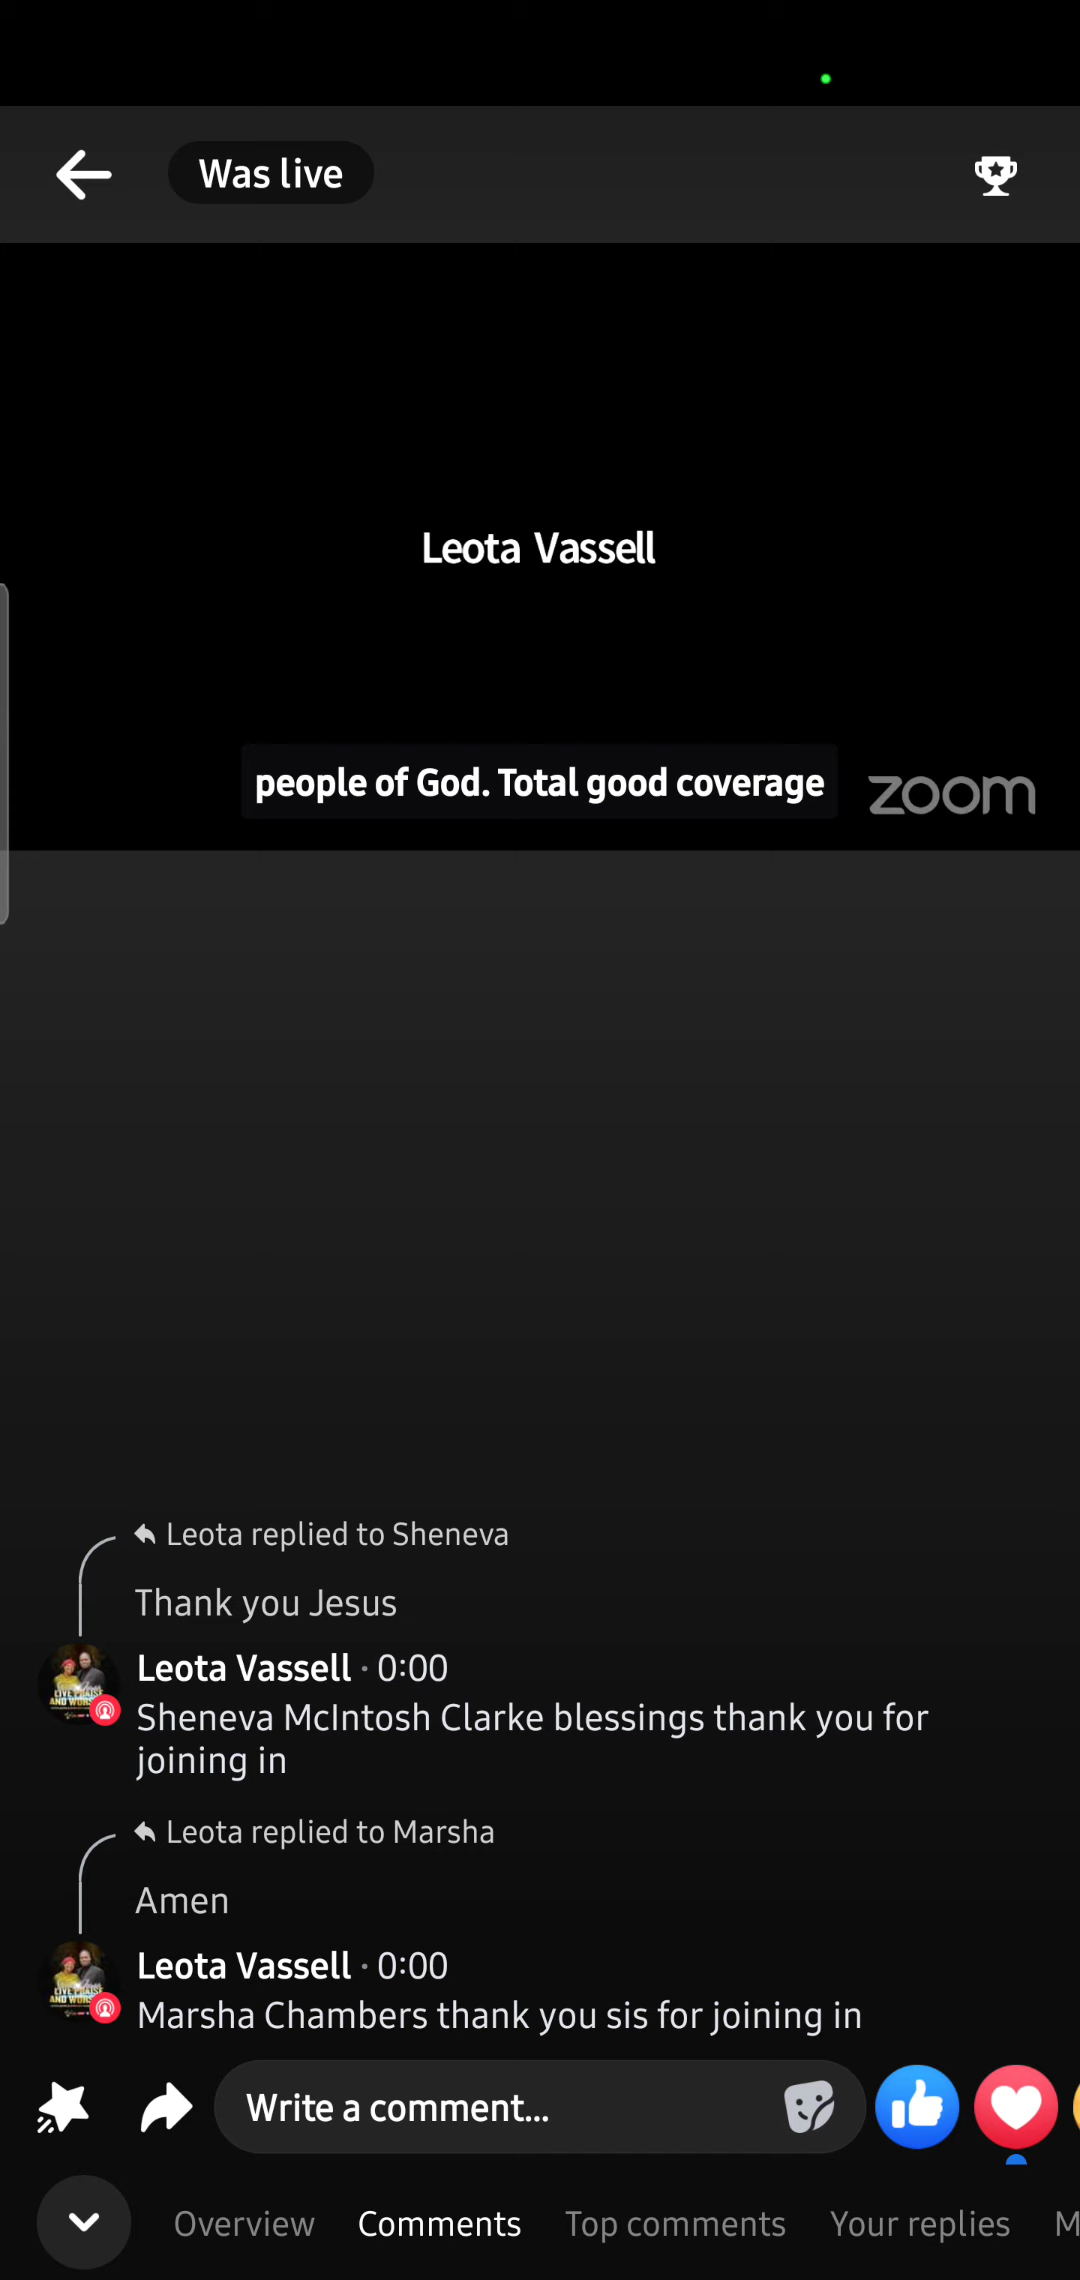 Was live
Leota Vassell
people of God. Total good coverage
zoom
Leota replied to Sheneva
Thank you Jesus
Leota Vassell · 0:00
Sheneva McIntosh Clarke blessings thank you for
joining in
Leota replied to Marsha
Amen
Leota Vassell · 0:00
Marsha Chambers thank you sis for joining in
Write a comment...
Overview Comments Top comments Your replies